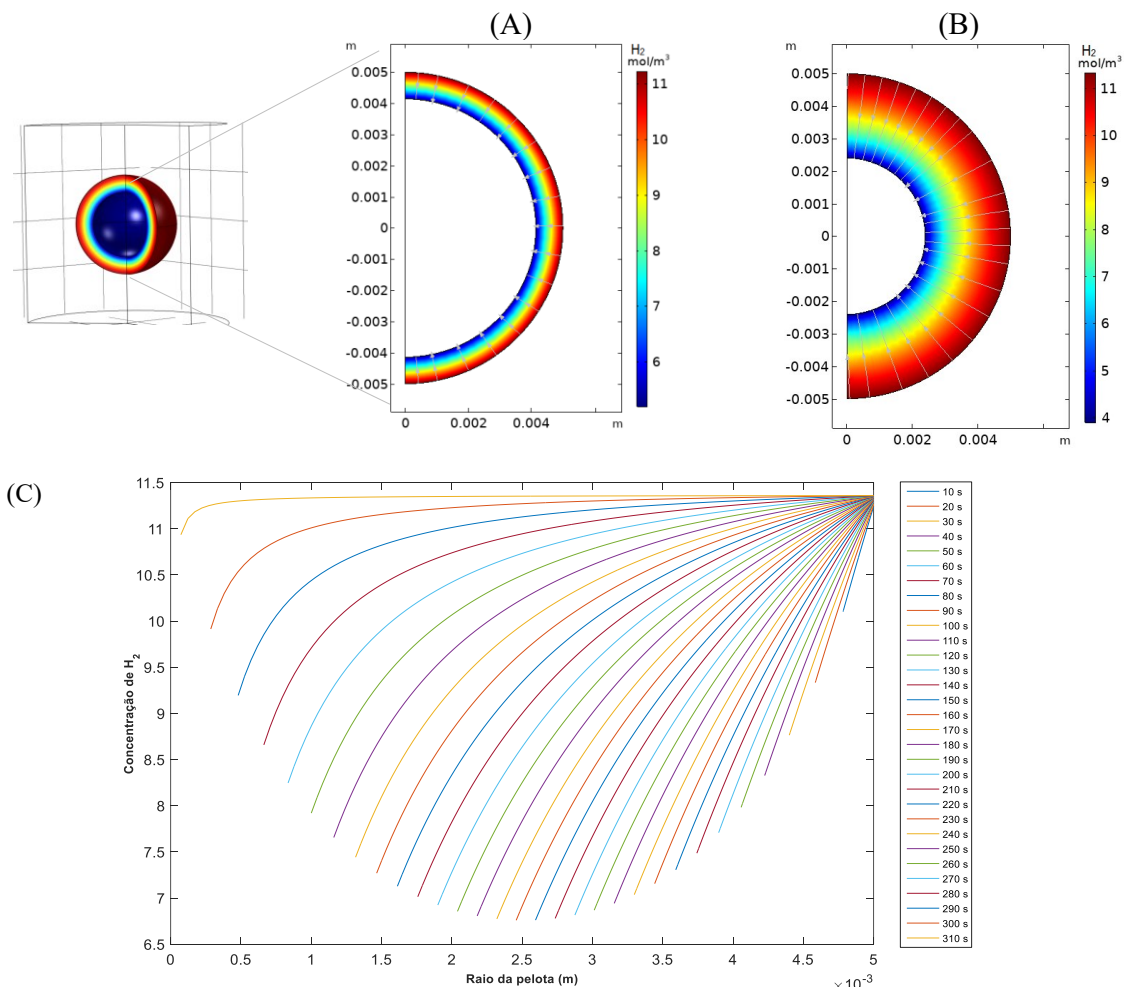 (A)
(B)
m
H₂
mol/m³
0.005
0.004
0.003
0.002
0.001
0
-0.001
-0.002
-0.003
-0.004
-0.005
0
0.002
0.004
m
11
10
9
8
7
6
m
H₂
mol/m³
0.005
0.004
0.003
0.002
0.001
0
-0.001
-0.002
-0.003
-0.004
-0.005
0
0.002
0.004
m
11
10
9
8
7
6
5
4
(C)
Concentração de H₂
11.5
11
10.5
10
9.5
9
8.5
8
7.5
7
6.5
0
0.5
1
1.5
2
2.5
3
3.5
4
4.5
5
×10⁻³
Raio da pelota (m)
10 s
20 s
30 s
40 s
50 s
60 s
70 s
80 s
90 s
100 s
110 s
120 s
130 s
140 s
150 s
160 s
170 s
180 s
190 s
200 s
210 s
220 s
230 s
240 s
250 s
260 s
270 s
280 s
290 s
300 s
310 s